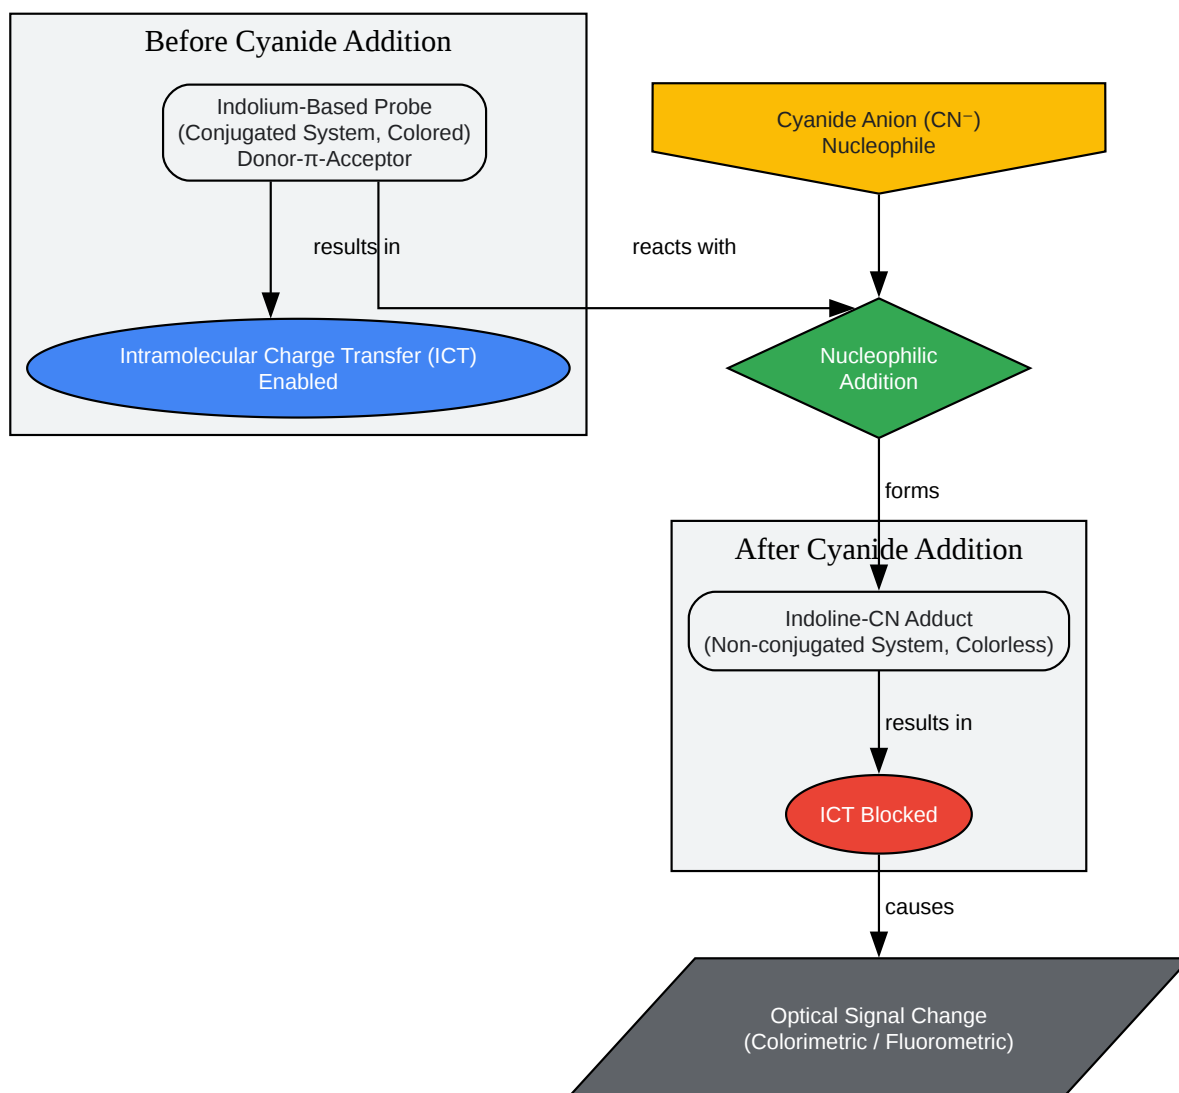 Before Cyanide Addition
Indolium-Based Probe
(Conjugated System, Colored)
Donor-π-Acceptor
Cyanide Anion (CN⁻)
Nucleophile
results in
reacts with
Intramolecular Charge Transfer (ICT)
Enabled
Nucleophilic
Addition
forms
After Cyanide Addition
Indoline-CN Adduct
(Non-conjugated System, Colorless)
results in
ICT Blocked
causes
Optical Signal Change
(Colorimetric / Fluorometric)